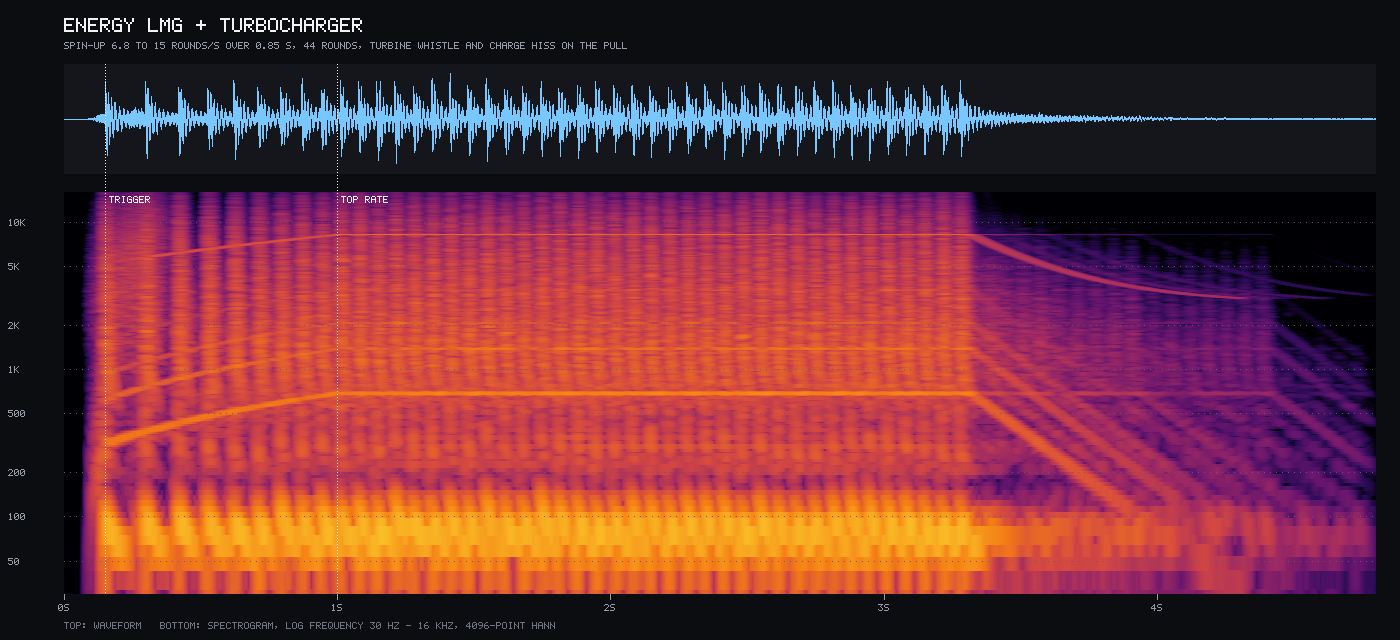 ENERGY LMG + TURBOCHARGER
SPIN-UP 6.8 TO 15 ROUNDS/S OVER 0.85 S, 44 ROUNDS, TURBINE WHISTLE AND CHARGE HISS ON THE PULL
TRIGGER
TOP RATE
10K
5K
2K
1K
500
200
100
50
0S
1S
2S
3S
4S
TOP: WAVEFORM BOTTOM: SPECTROGRAM, LOG FREQUENCY 30 HZ - 16 KHZ, 4096-POINT HANN